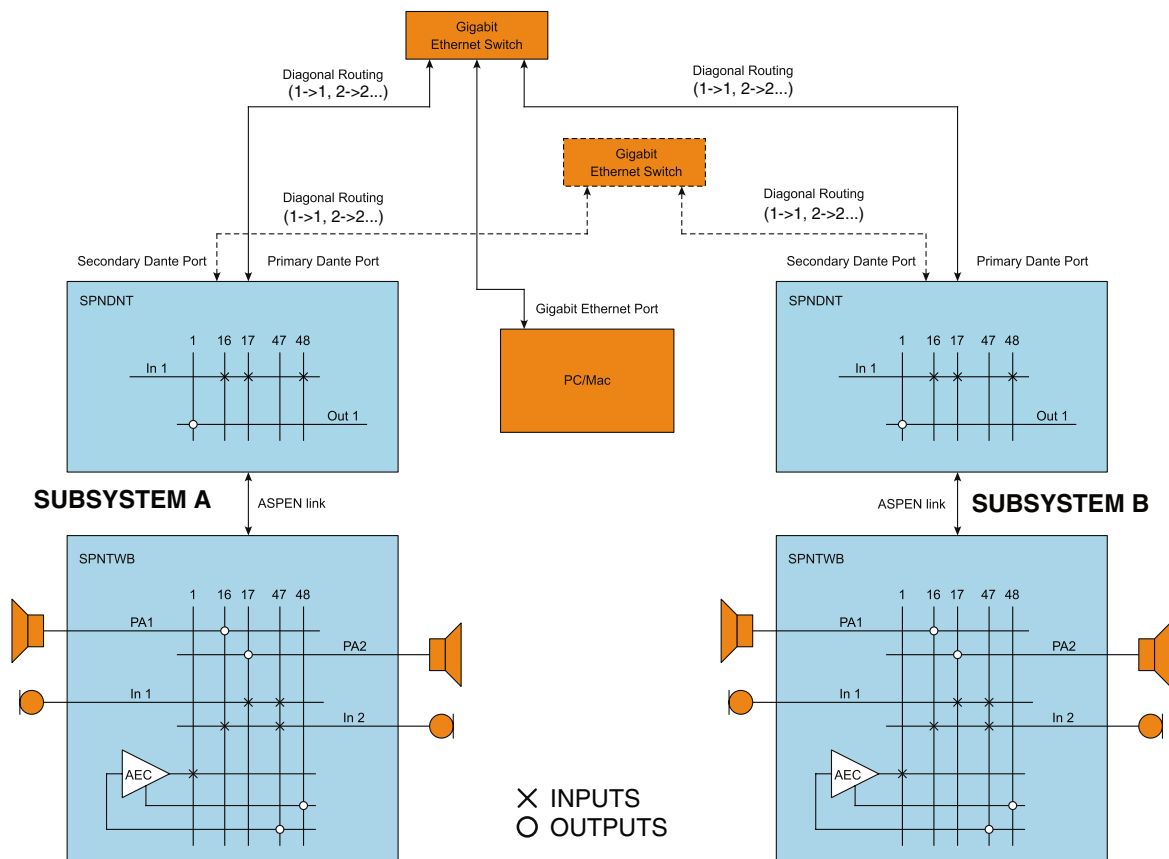 Gigabit
Ethernet Switch
Diagonal Routing
(1->1, 2->2...)
Diagonal Routing
(1->1, 2->2...)
Gigabit
Ethernet Switch
Diagonal Routing
(1->1, 2->2...)
Diagonal Routing
(1->1, 2->2...)
Secondary Dante Port
Primary Dante Port
Secondary Dante Port
Primary Dante Port
SPNDNT
1 16 17 47 48
In 1
Out 1
Gigabit Ethernet Port
PC/Mac
SPNDNT
1 16 17 47 48
In 1
Out 1
SUBSYSTEM A
ASPEN link
ASPEN link
SUBSYSTEM B
SPNTWB
1 16 17 47 48
PA1
PA2
In 1
In 2
AEC
SPNTWB
1 16 17 47 48
PA1
PA2
In 1
In 2
AEC
INPUTS
OUTPUTS